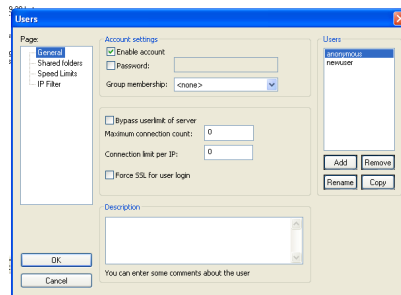 Users
Page:
General
Shared folders
Speed Limits
IP Filter
OK
Cancel
Account settings
Enable account
Password:
Group membership: <none>
Bypass userlimit of server
Maximum connection count: 0
Connection limit per IP: 0
Force SSL for user login
Description
You can enter some comments about the user
Users
anonymous
newuser
Add Remove
Rename Copy